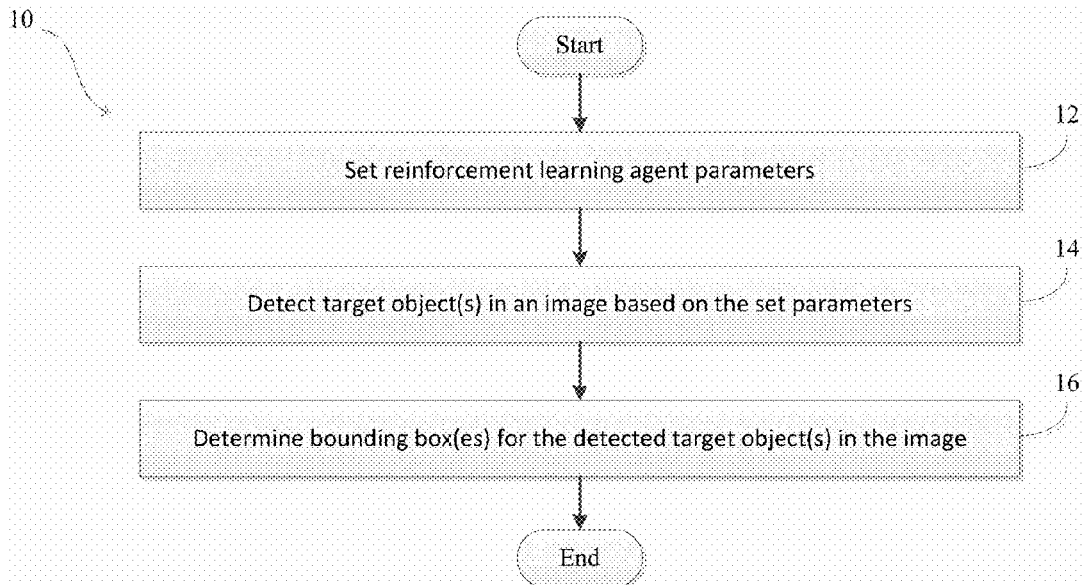 10
Start
12
Set reinforcement learning agent parameters
14
Detect target object(s) in an image based on the set parameters
16
Determine bounding box(es) for the detected target object(s) in the image
End